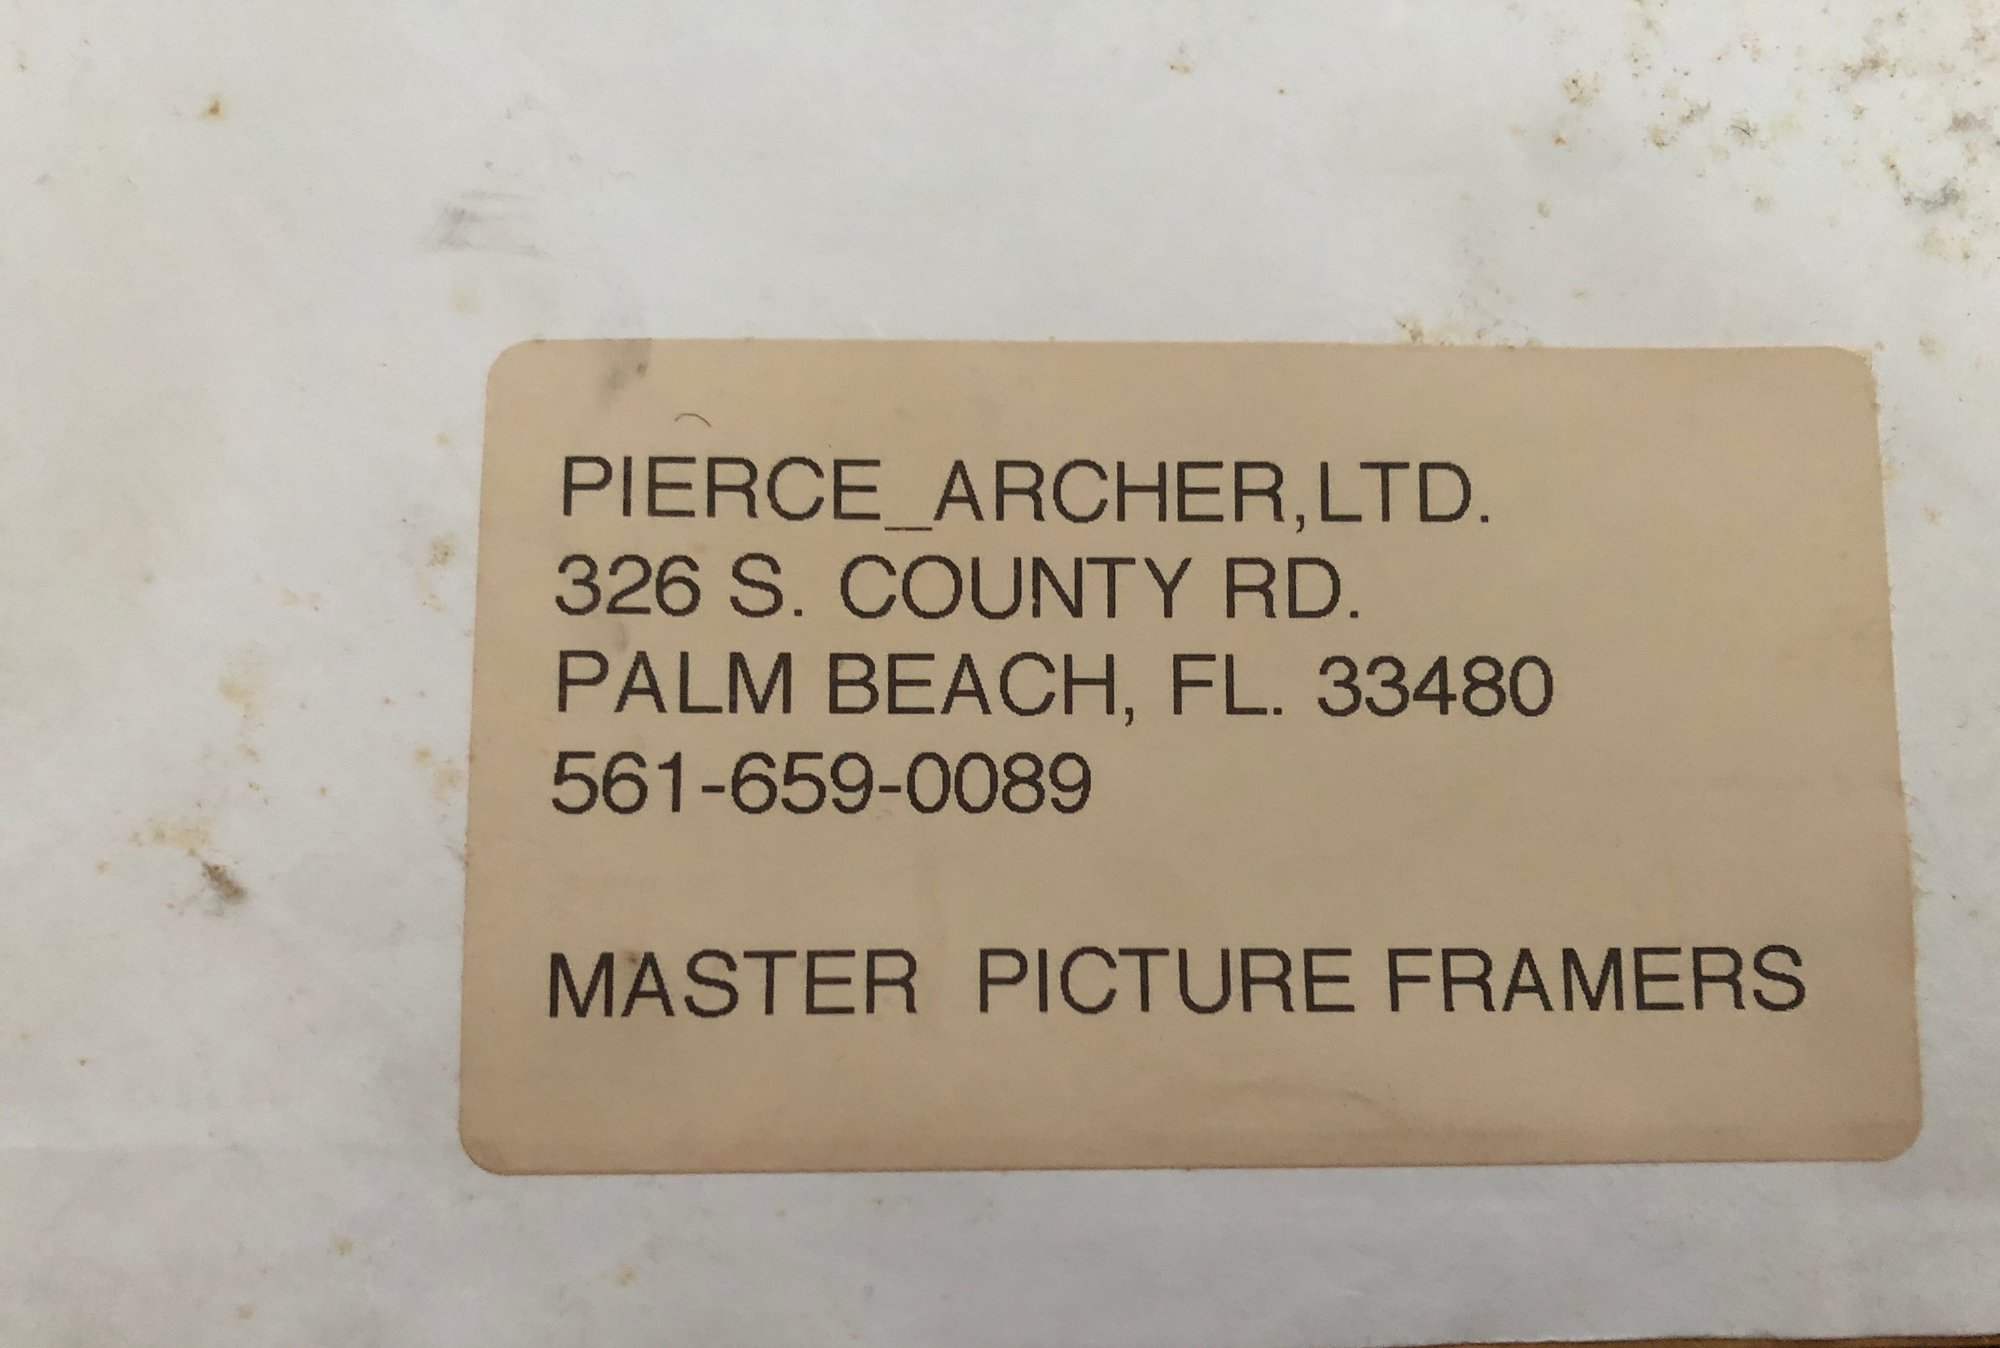 PIERCE_ARCHER,LTD.
326 S. COUNTY RD.
PALM BEACH, FL. 33480
561-659-0089
MASTER PICTURE FRAMERS